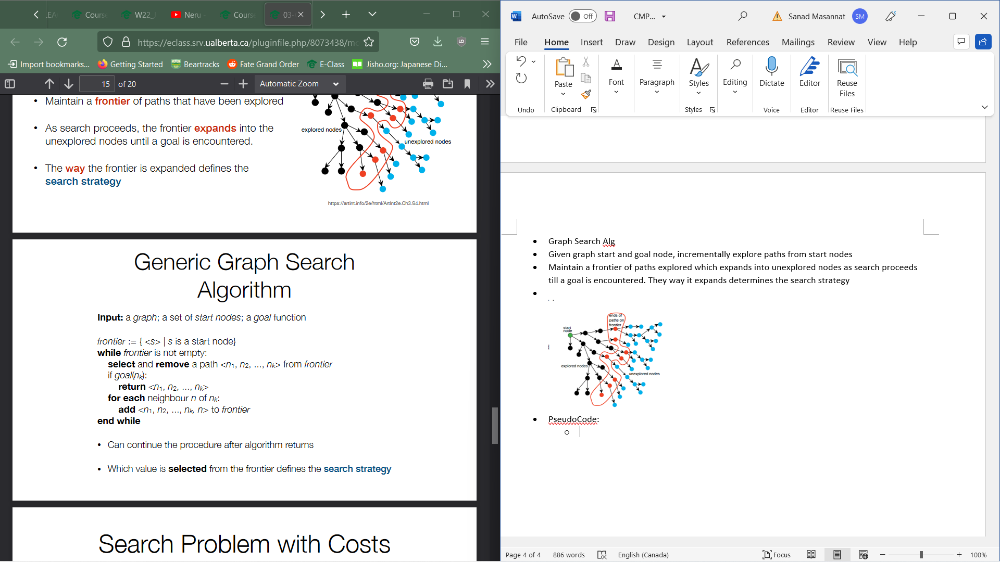 Cours
W22_
Neru
Cours
03-
https://eclass.srv.ualberta.ca/pluginfile.php/8073438/m
Import bookmarks...
Getting Started
Beartracks
Fate Grand Order
E-Class
Jisho.org: Japanese Di...
15 of 20
Automatic Zoom
• Maintain a frontier of paths that have been explored
• As search proceeds, the frontier expands into the
unexplored nodes until a goal is encountered.
• The way the frontier is expanded defines the
search strategy
explored nodes
unexplored nodes
https://artint.info/2e/html/ArtInt2e.Ch3.S4.html
Generic Graph Search
Algorithm
Input: a graph; a set of start nodes; a goal function
frontier := { <s> | s is a start node}
while frontier is not empty:
select and remove a path <n1, n2, ..., nk> from frontier
if goal(nk):
return <n1, n2, ..., nk>
for each neighbour n of nk:
add <n1, n2, ..., nk, n> to frontier
end while
• Can continue the procedure after algorithm returns
• Which value is selected from the frontier defines the search strategy
Search Problem with Costs
AutoSave Off
CMP...
Sanad Masannat SM
File
Home
Insert
Draw
Design
Layout
References
Mailings
Review
View
Help
Paste
Font
Paragraph
Styles
Editing
Dictate
Editor
Reuse
Files
Undo
Clipboard
Styles
Voice
Editor
Reuse Files
• Graph Search Alg
• Given graph start and goal node, incrementally explore paths from start nodes
• Maintain a frontier of paths explored which expands into unexplored nodes as search proceeds
till a goal is encountered. They way it expands determines the search strategy
•
ends of
paths on
frontier
start
node
explored nodes
unexplored nodes
• PseudoCode:
o
Page 4 of 4
886 words
English (Canada)
Focus
100%